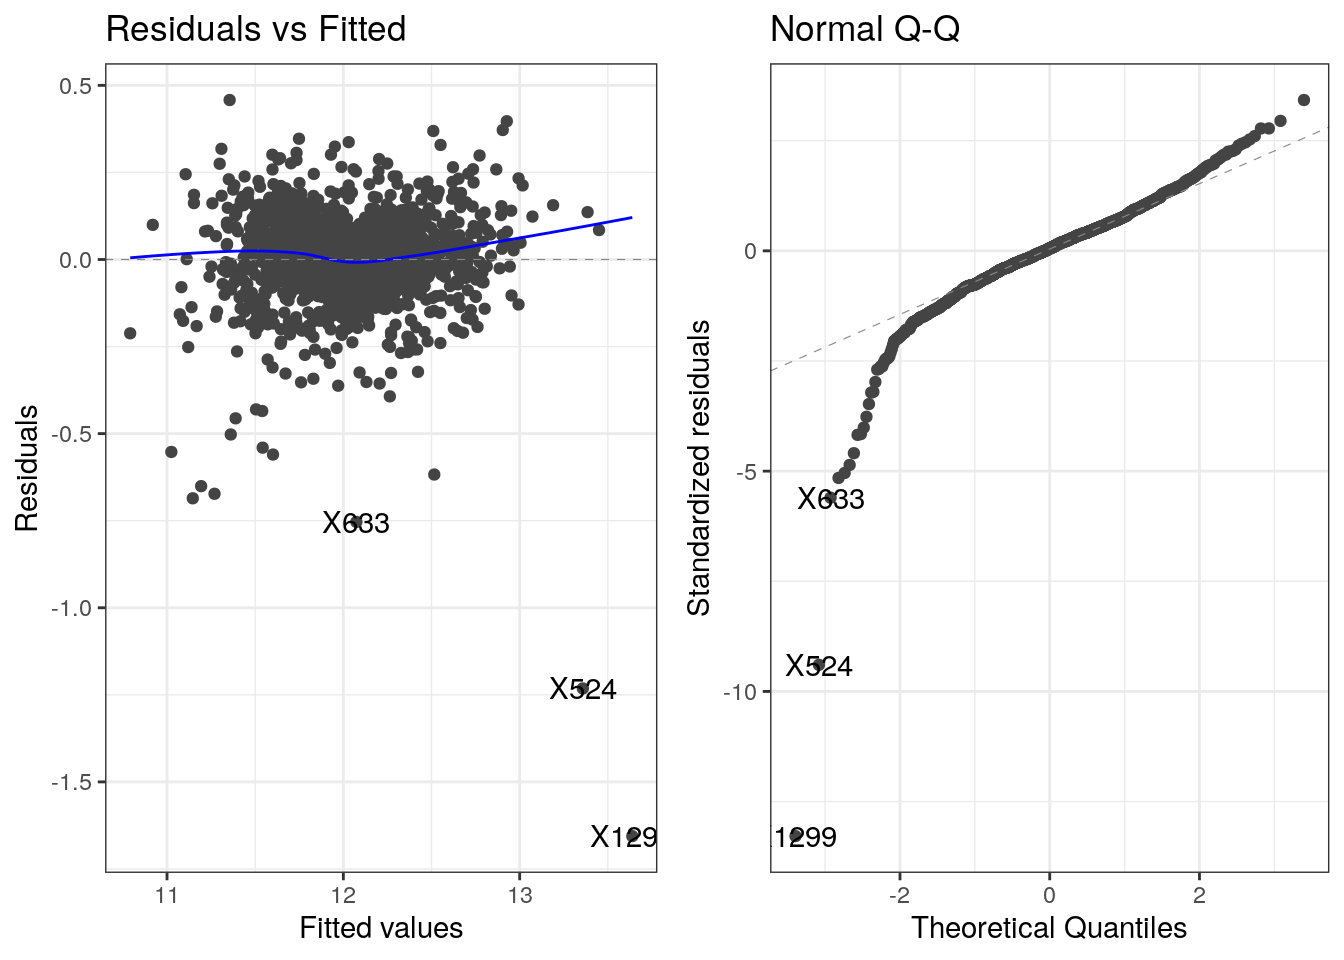 Residuals vs Fitted
Residuals
0.5
0.0
-0.5
-1.0
-1.5
X633
X524
X129
11
12
13
Fitted values
Normal Q-Q
Standardized residuals
0
-5
-10
X633
X524
1299
-2
0
2
Theoretical Quantiles